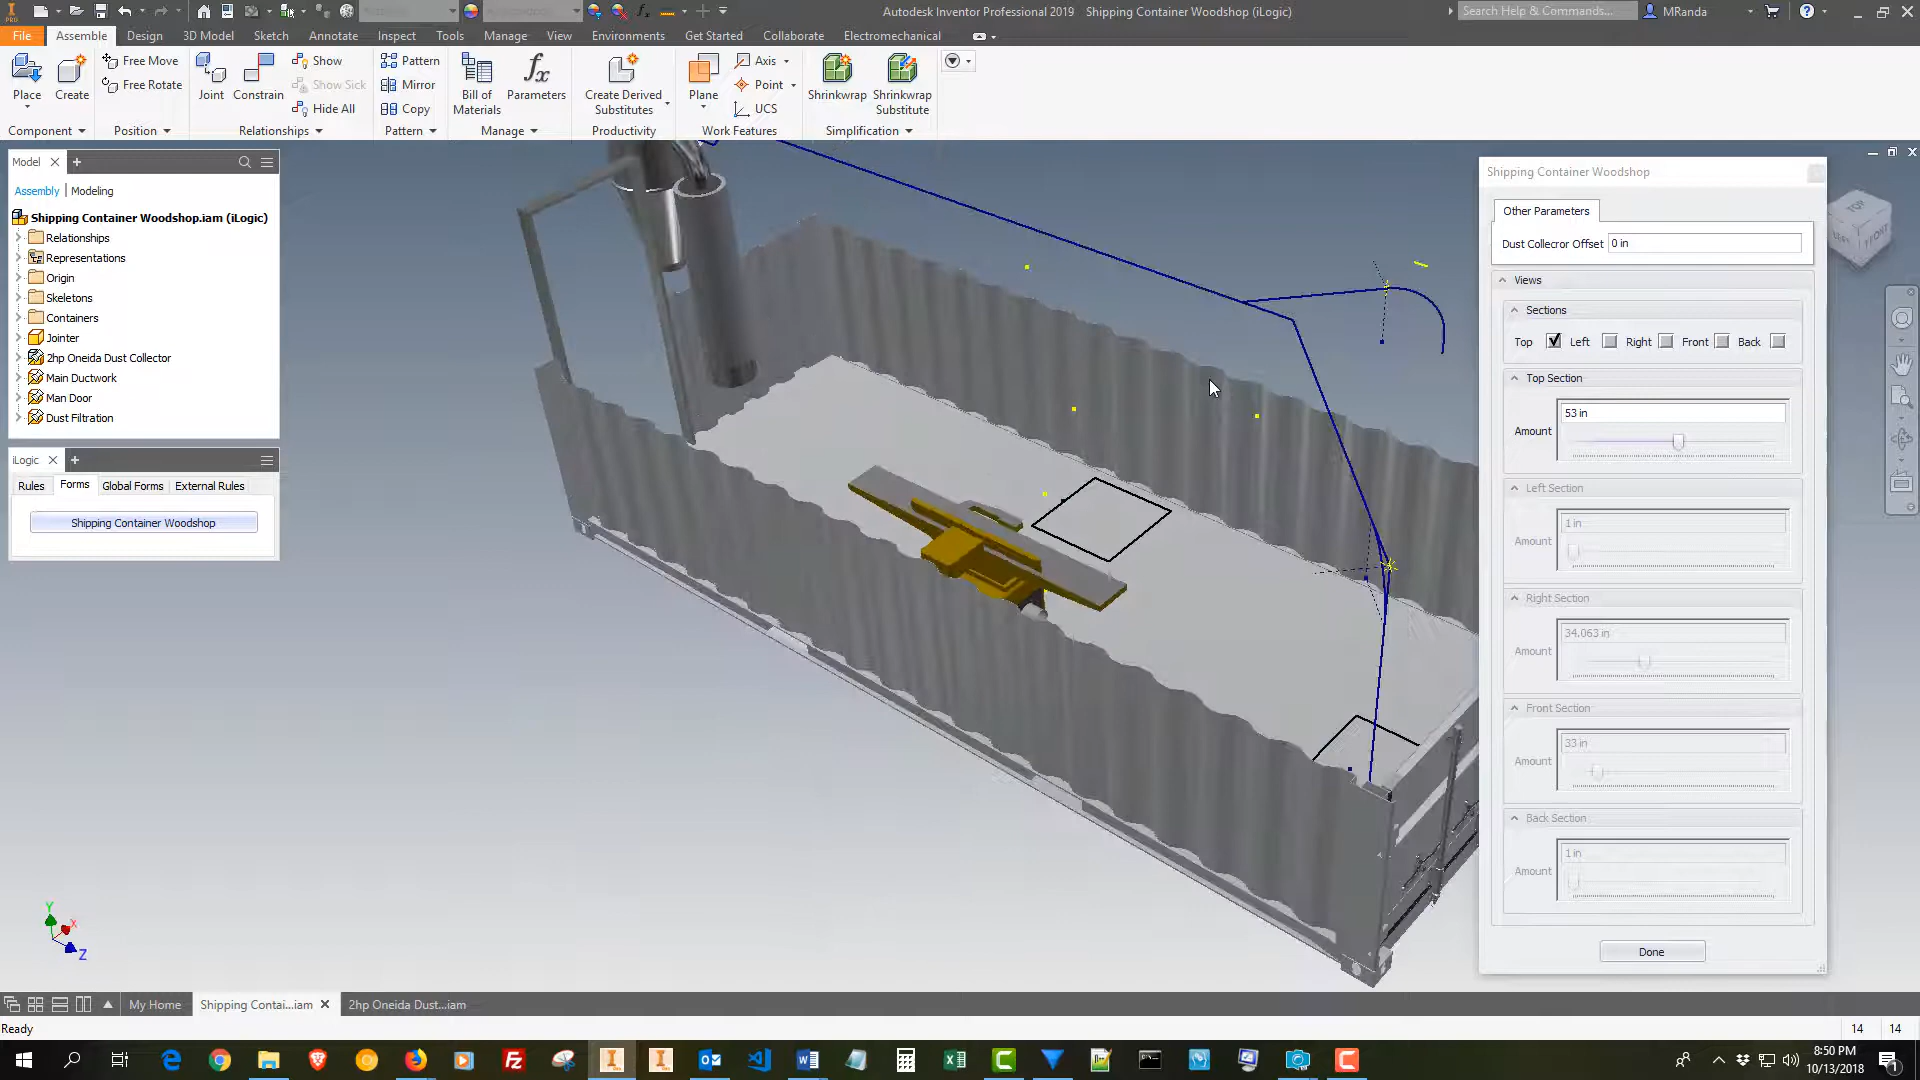 Autodesk Inventor Professional 2019 Shipping Container Woodshop (iLogic)
Search Help & Commands...
MRanda
File Assemble Design 3D Model Sketch Annotate Inspect Tools Manage View Environments Get Started Collaborate Electromechanical
Place
Create
Free Move
Free Rotate
Joint
Constrain
Show
Show Sick
Hide All
Pattern
Mirror
Copy
Bill of
Materials
Parameters
Create Derived
Substitutes
Plane
Axis
Point
UCS
Shrinkwrap
Shrinkwrap
Substitute
Component Position Relationships Pattern Manage Productivity Work Features Simplification
Model
Assembly | Modeling
Shipping Container Woodshop.iam (iLogic)
Relationships
Representations
Origin
Skeletons
Containers
Jointer
2hp Oneida Dust Collector
Main Ductwork
Man Door
Dust Filtration
iLogic
Rules Forms Global Forms External Rules
Shipping Container Woodshop
Shipping Container Woodshop
Other Parameters
Dust Collecror Offset 0 in
Views
Sections
Top Left Right Front Back
Top Section
53 in
Amount
Left Section
1 in
Amount
Right Section
34.063 in
Amount
Front Section
33 in
Amount
Back Section
1 in
Amount
Done
TOP
FRONT
Y
X
Z
My Home Shipping Contai...iam 2hp Oneida Dust...iam
Ready
14 14
8:50 PM
10/13/2018